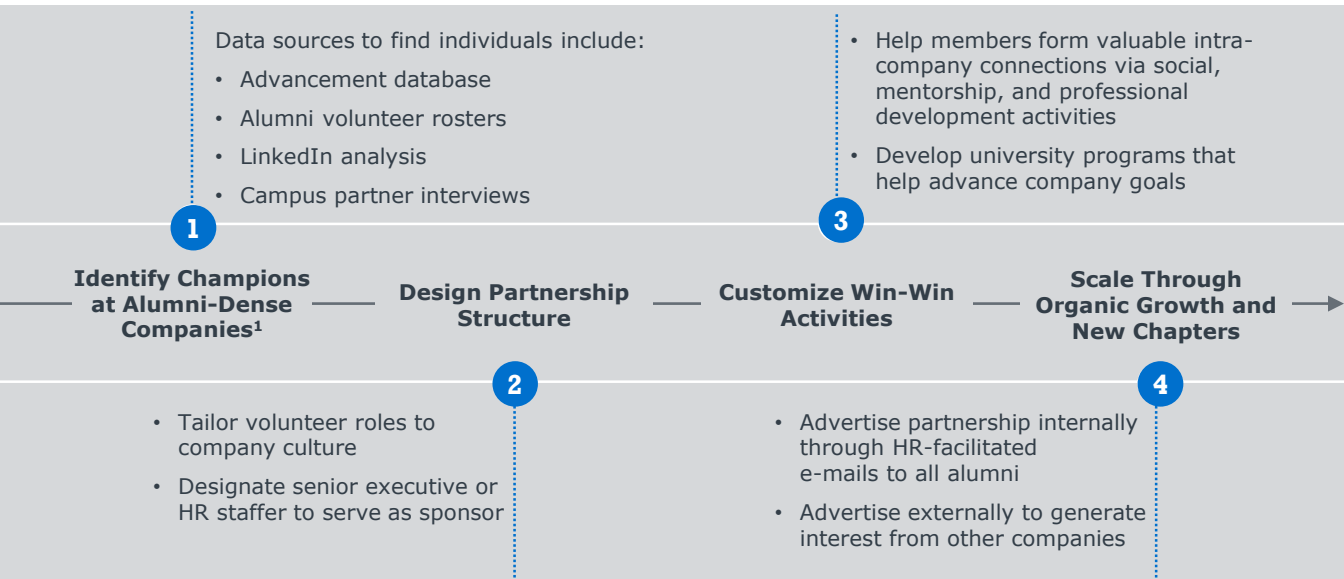 Data sources to find individuals include:
• Advancement database
• Alumni volunteer rosters
• LinkedIn analysis
• Campus partner interviews
• Help members form valuable intra-
company connections via social,
mentorship, and professional
development activities
• Develop university programs that
help advance company goals
1
3
Identify Champions
at Alumni-Dense
Companies¹
Design Partnership
Structure
Customize Win-Win
Activities
Scale Through
Organic Growth and
New Chapters
2
4
• Tailor volunteer roles to
company culture
• Designate senior executive or
HR staffer to serve as sponsor
• Advertise partnership internally
through HR-facilitated
e-mails to all alumni
• Advertise externally to generate
interest from other companies